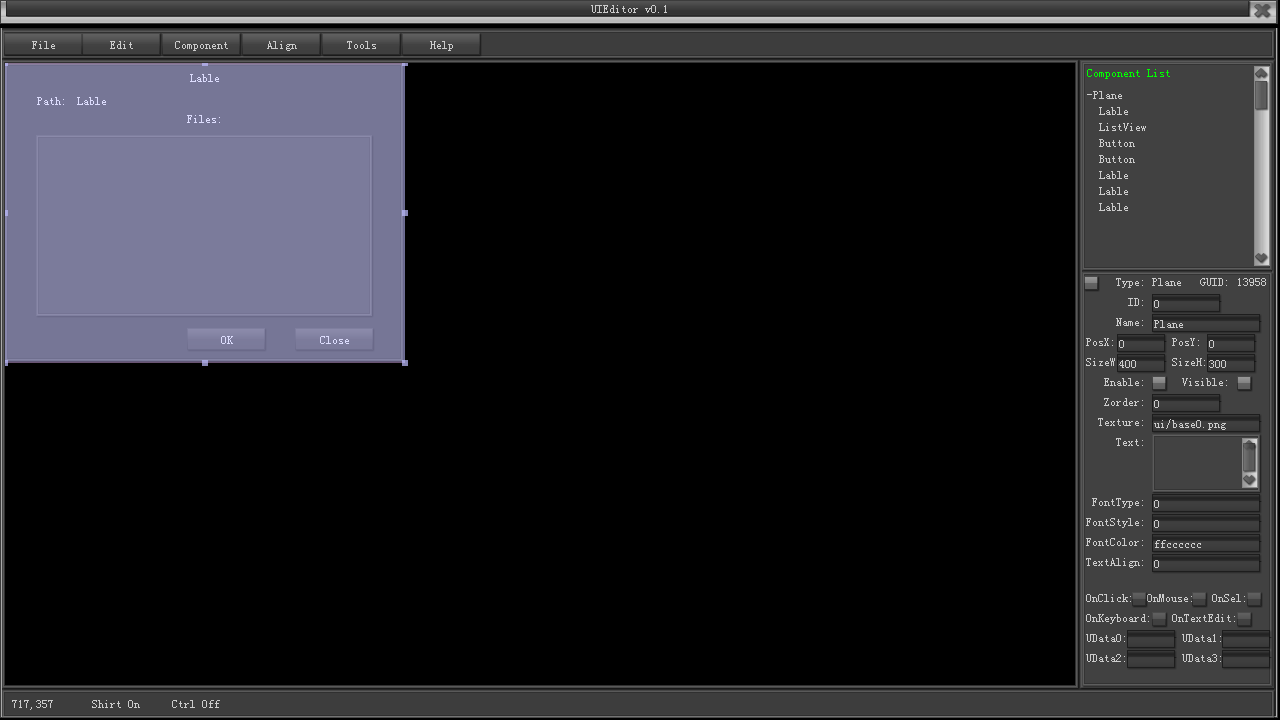 UIEditor v0.1
File Edit Component Align Tools Help
Lable
Path: Lable
Files:
OK Close
Component List
-Plane
Lable
ListView
Button
Button
Lable
Lable
Lable
Type: Plane GUID: 13958
ID: 0
Name: Plane
PosX: 0 PosY: 0
SizeW 400 SizeH: 300
Enable: Visible:
Zorder: 0
Texture: ui/base0.png
Text:
FontType: 0
FontStyle: 0
FontColor: ffcccccc
TextAlign: 0
OnClick: OnMouse: OnSel:
OnKeyboard: OnTextEdit:
UData0: UData1:
UData2: UData3:
717,357 Shirt On Ctrl Off